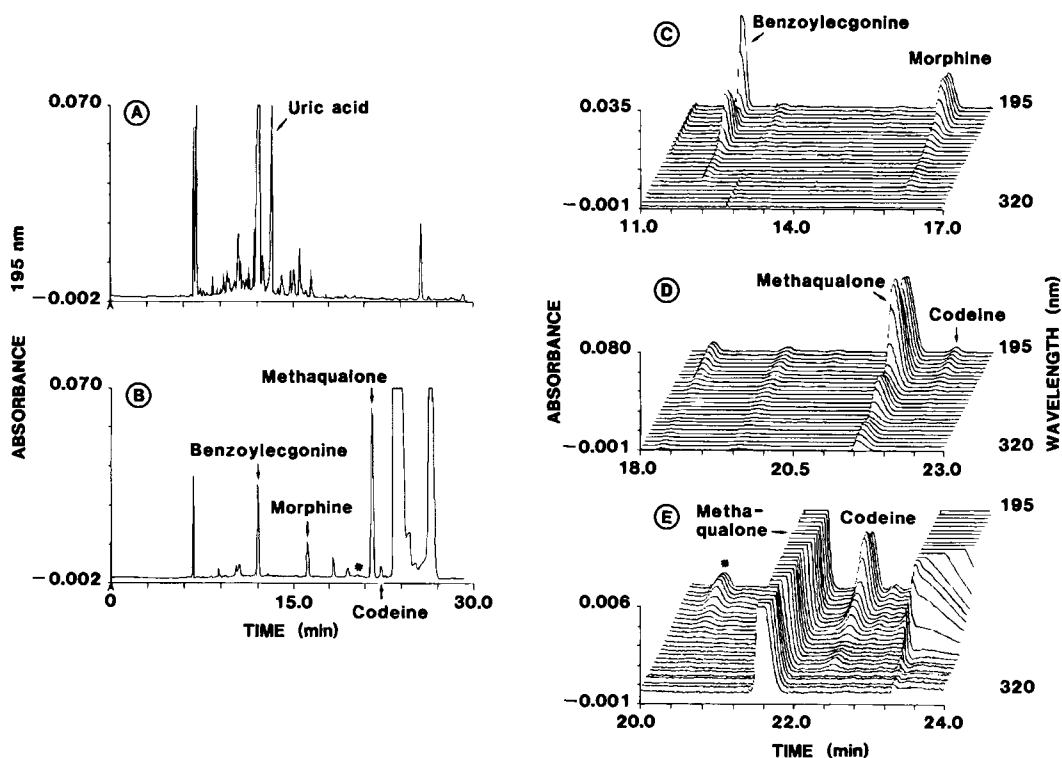 A
0.070
Uric acid
195 nm
−0.002
ABSORBANCE
B
0.070
Methaqualone
Benzoylecgonine
Morphine
*
−0.002
Codeine
0
15.0
30.0
TIME (min)
C
Benzoylecgonine
Morphine
0.035
195
−0.001
320
11.0
14.0
17.0
D
Methaqualone
Codeine
0.080
195
−0.001
320
18.0
20.5
23.0
ABSORBANCE
WAVELENGTH (nm)
E
Metha-
qualone
Codeine
195
*
0.006
−0.001
320
20.0
22.0
24.0
TIME (min)